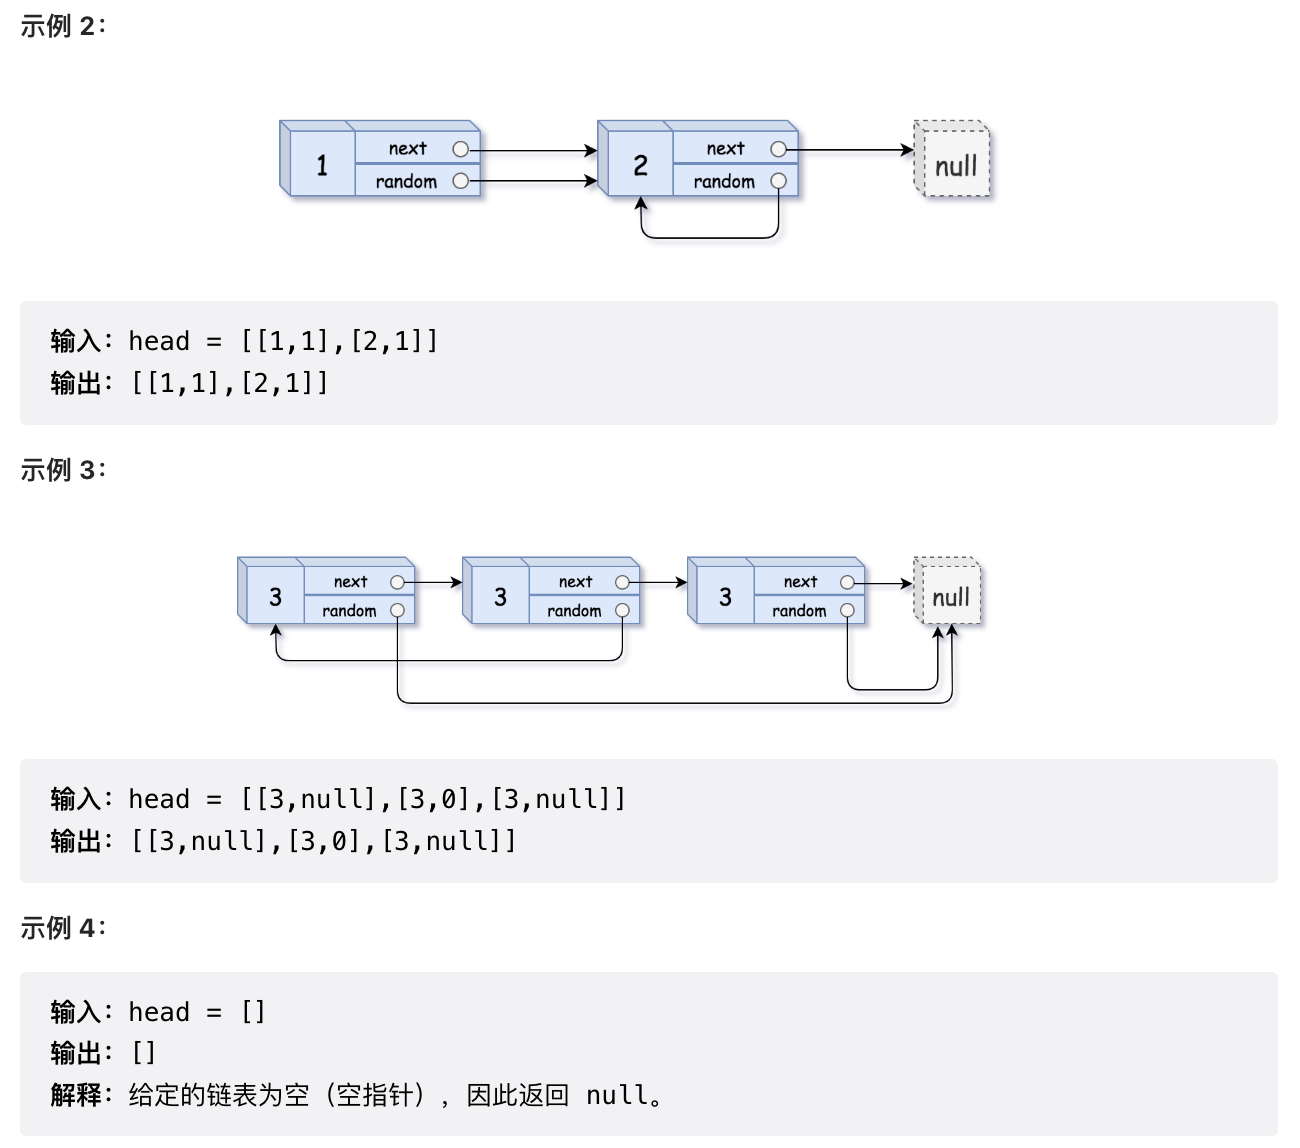 示例 2：
1 next random
2 next random
null
输入：head = [[1,1],[2,1]]
输出：[[1,1],[2,1]]
示例 3：
3 next random
3 next random
3 next random
null
输入：head = [[3,null],[3,0],[3,null]]
输出：[[3,null],[3,0],[3,null]]
示例 4：
输入：head = []
输出：[]
解释：给定的链表为空（空指针），因此返回 null。